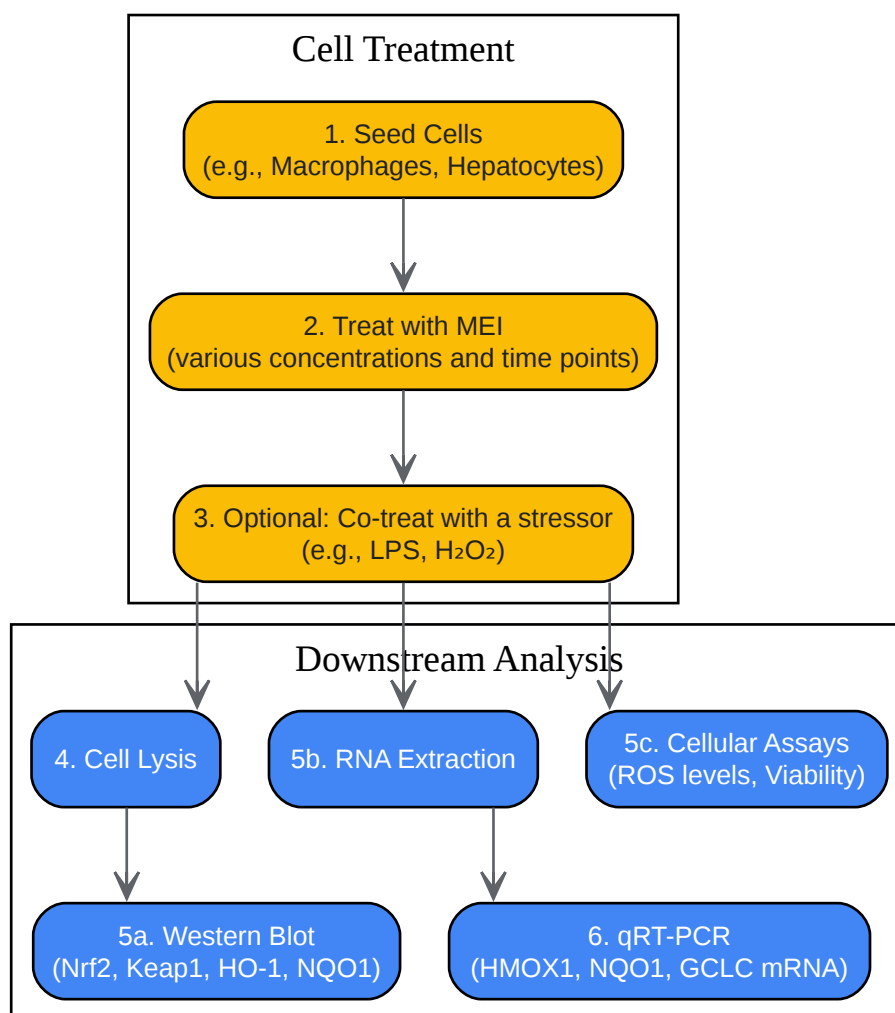 Cell Treatment
1. Seed Cells
(e.g., Macrophages, Hepatocytes)
2. Treat with MEI
(various concentrations and time points)
3. Optional: Co-treat with a stressor
(e.g., LPS, H₂O₂)
Downstream Analysis
4. Cell Lysis
5b. RNA Extraction
5c. Cellular Assays
(ROS levels, Viability)
5a. Western Blot
(Nrf2, Keap1, HO-1, NQO1)
6. qRT-PCR
(HMOX1, NQO1, GCLC mRNA)